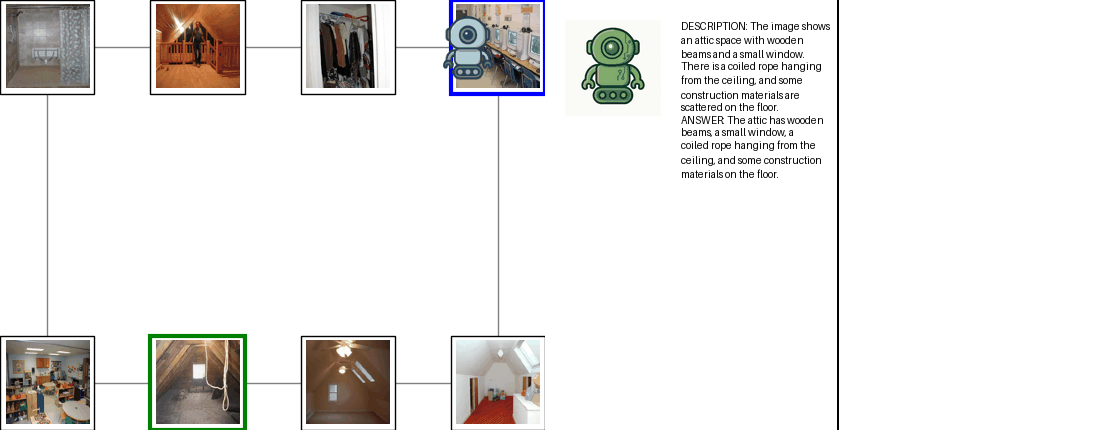 DESCRIPTION: The image shows
an attic space with wooden
beams and a small window.
There is a coiled rope hanging
from the ceiling, and some
construction materials are
scattered on the floor.
ANSWER: The attic has wooden
beams, a small window, a
coiled rope hanging from the
ceiling, and some construction
materials on the floor.